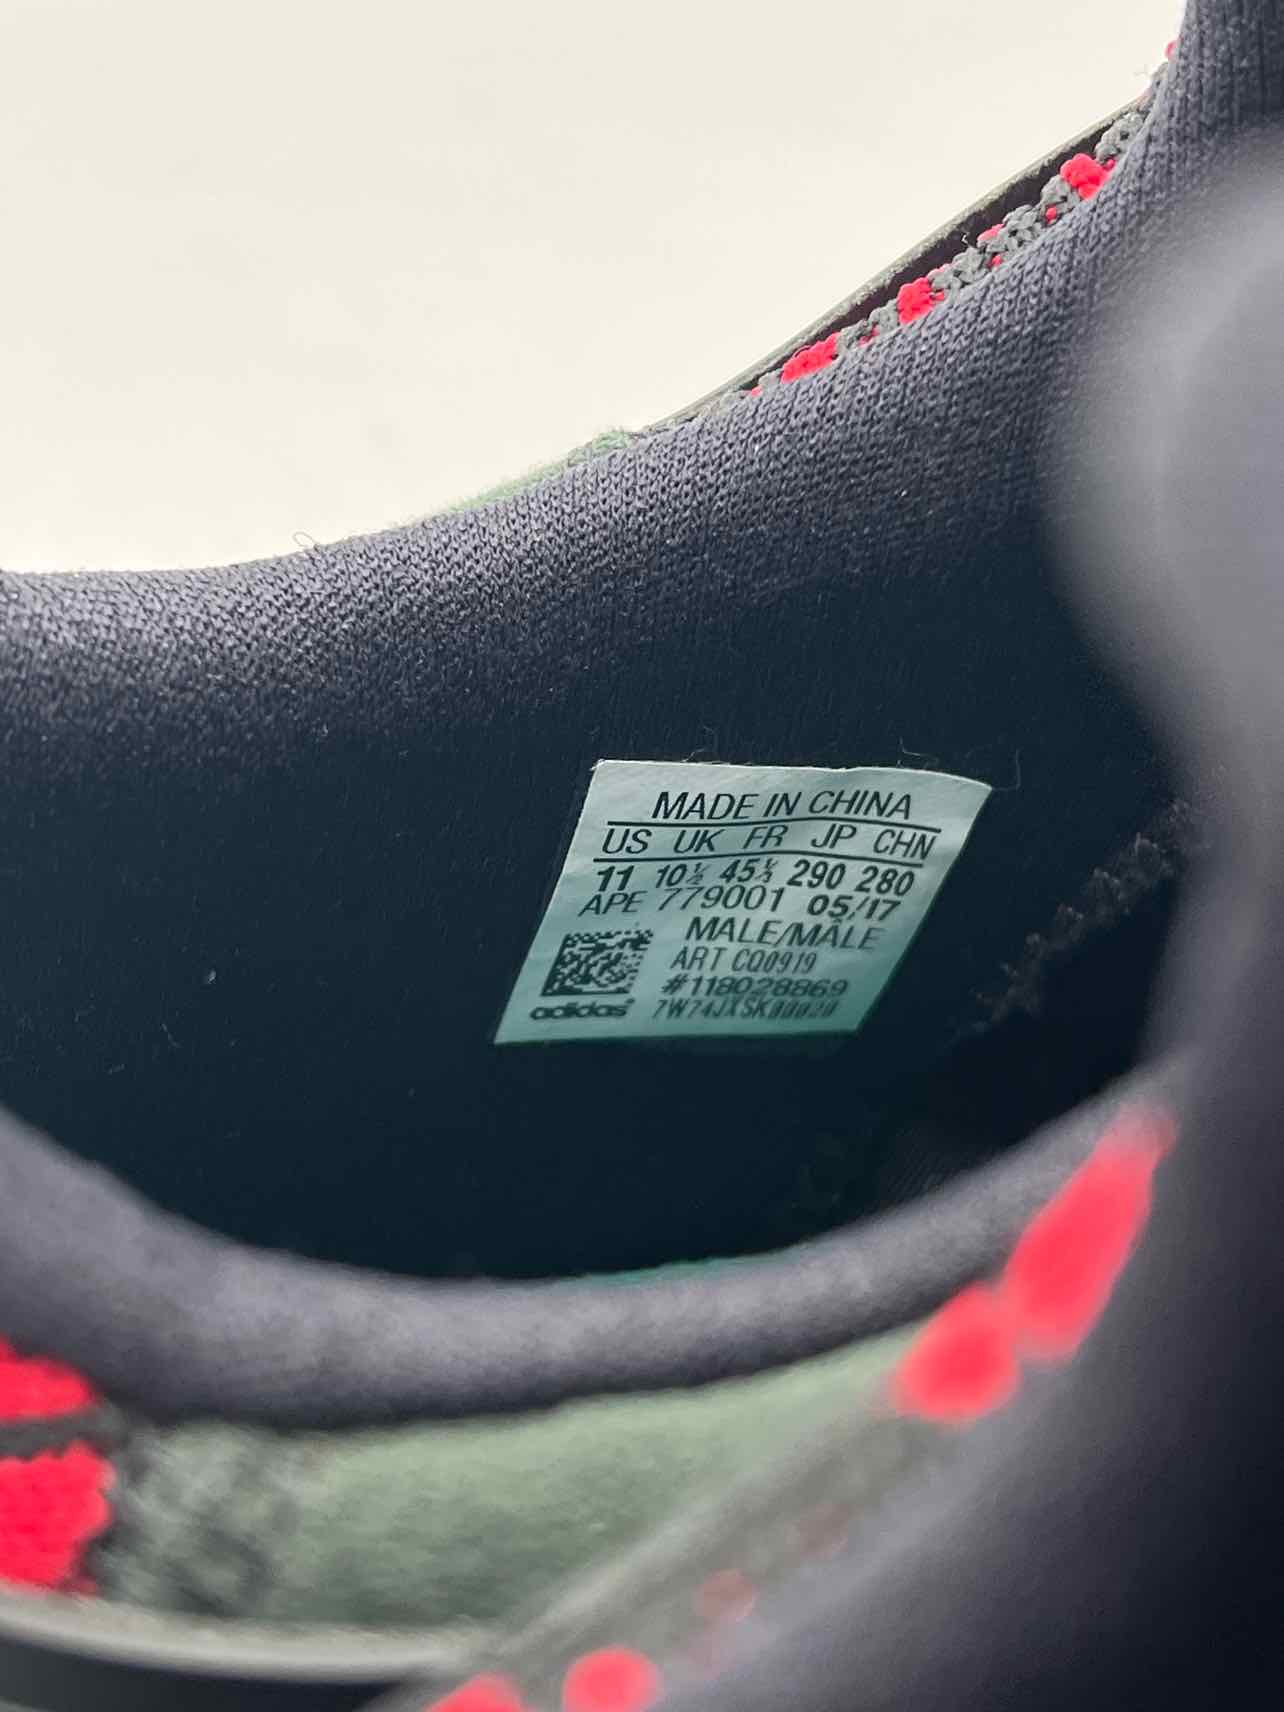 MADE IN CHINA
US UK FR JP CHN
11 10½ 45⅓ 290 280
APE 779001 05/17
MALE/MÂLE
ART CQ0919
#118028869
adidas® 7W74JXSK00020